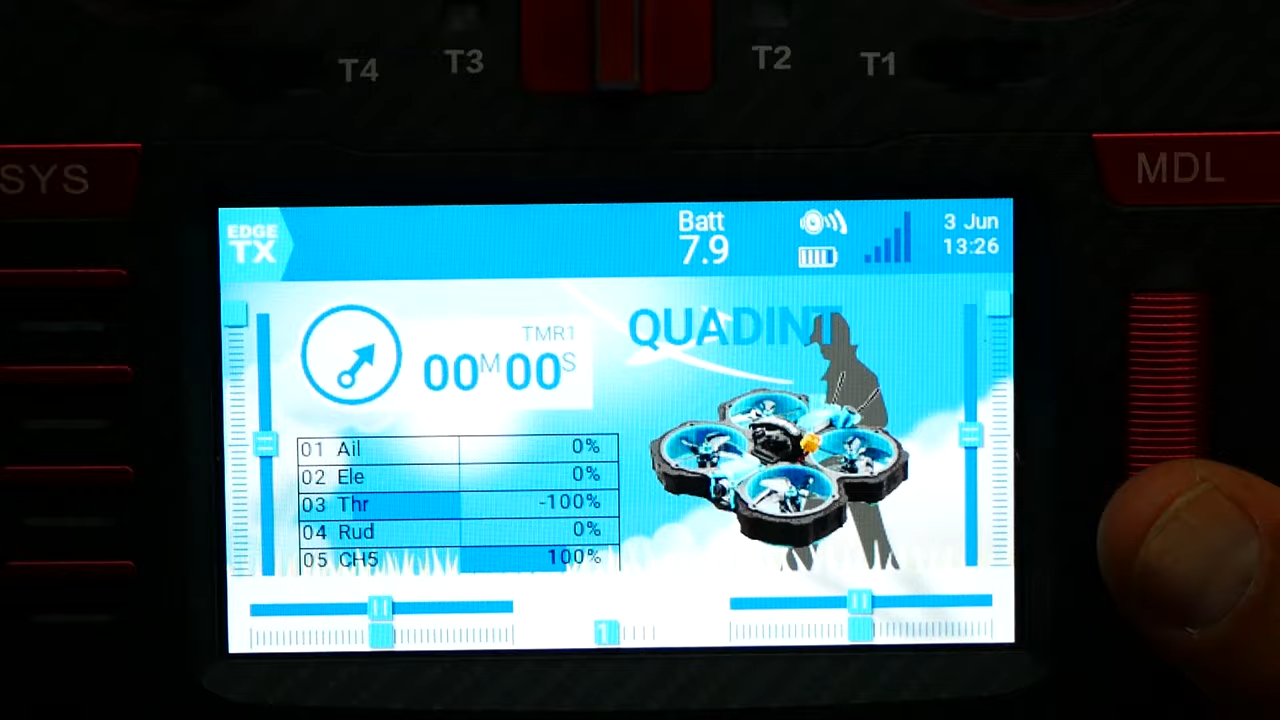 T4 T3 T2 T1
SYS
MDL
EDGE
TX
Batt
7.9
3 Jun
13:26
TMR1
00M00S
QUADINT
01 Ail 0%
02 Ele 0%
03 Thr -100%
04 Rud 0%
05 CH5 100%
1